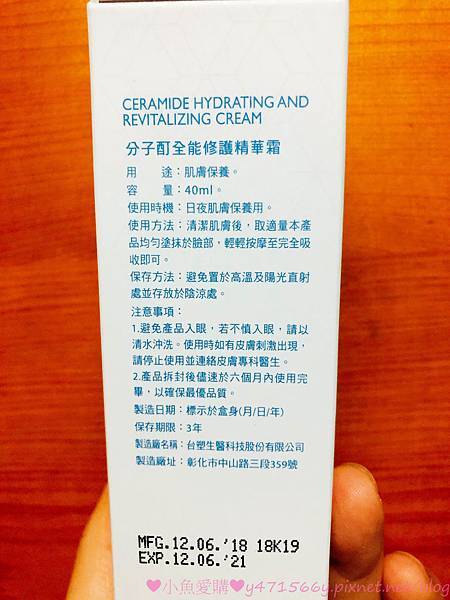 CERAMIDE HYDRATING AND
REVITALIZING CREAM
分子酊全能修護精華霜
用　　途：肌膚保養。
容　　量：40ml。
使用時機：日夜肌膚保養用。
使用方法：清潔肌膚後，取適量本產
品均勻塗抹於臉部，輕輕按摩至完全吸
收即可。
保存方法：避免置於高溫及陽光直射
處並存放於陰涼處。
注意事項：
1.避免產品入眼，若不慎入眼，請以
清水沖洗。使用時如有皮膚刺激出現，
請停止使用並連絡皮膚專科醫生。
2.產品拆封後儘速於六個月內使用完
畢，以確保最優品質。
製造日期：標示於盒身(月/日/年)
保存期限：3年
製造廠名稱：台塑生醫科技股份有限公司
製造廠址：彰化市中山路三段359號
MFG.12.06.'18 18K19
EXP.12.06.'21
♥小魚愛購♥y471566y.pixnet.net/blog